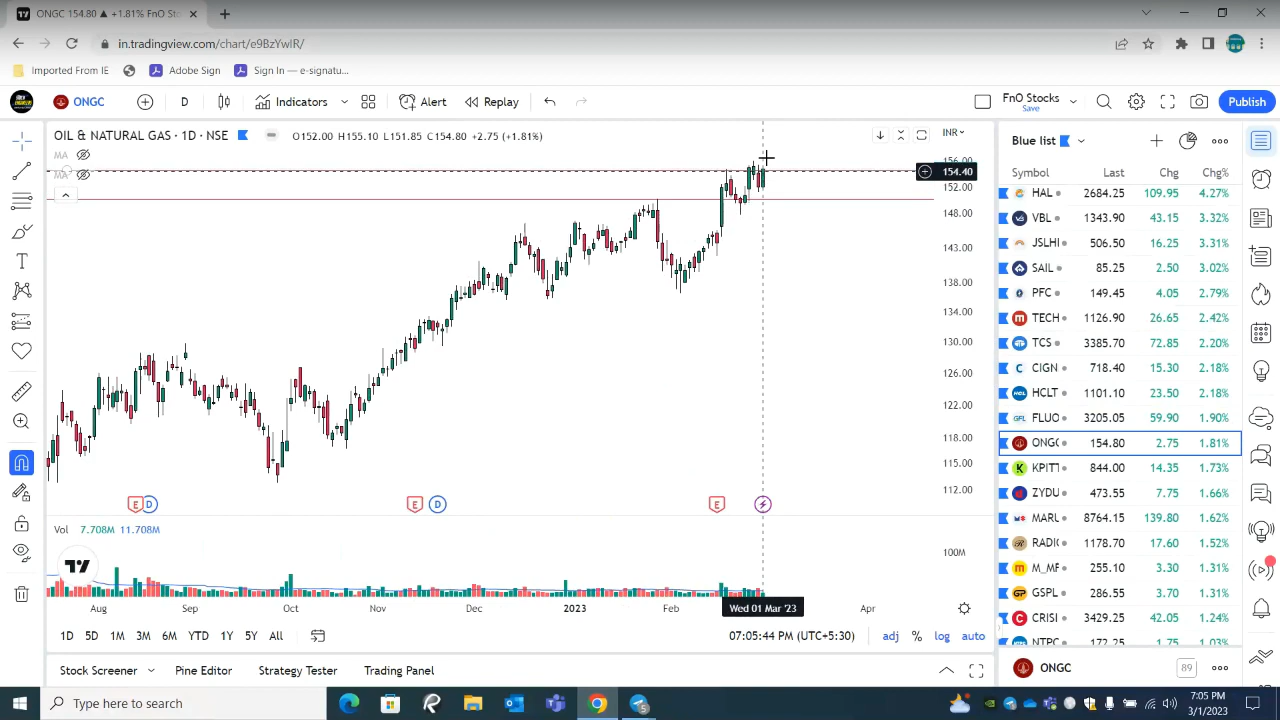 ONGC 154.80 ▲ +1.81% FnO St
in.tradingview.com/chart/e9BzYwIR/
Imported From IE
Adobe Sign
Sign In — e-signatu...
ONGC
D
Indicators
Alert
Replay
FnO Stocks
Save
Publish
OIL & NATURAL GAS · 1D · NSE
O152.00 H155.10 L151.85 C154.80 +2.75 (+1.81%)
INR
MA
MA
156.00
154.40
152.00
148.00
143.00
138.00
134.00
130.00
126.00
122.00
118.00
115.00
112.00
E D E D E
Vol 7.708M 11.708M
100M
Aug Sep Oct Nov Dec 2023 Feb Wed 01 Mar '23 Apr
1D 5D 1M 3M 6M YTD 1Y 5Y All
07:05:44 PM (UTC+5:30)
adj % log auto
Stock Screener
Pine Editor
Strategy Tester
Trading Panel
Blue list
Symbol Last Chg Chg%
HAL 2684.25 109.95 4.27%
VBL 1343.90 43.15 3.32%
JSLHI 506.50 16.25 3.31%
SAIL 85.25 2.50 3.02%
PFC 149.45 4.05 2.79%
TECH 1126.90 26.65 2.42%
TCS 3385.70 72.85 2.20%
CIGN 718.40 15.30 2.18%
HCLT 1101.10 23.50 2.18%
FLUO 3205.05 59.90 1.90%
ONGC 154.80 2.75 1.81%
KPITT 844.00 14.35 1.73%
ZYDU 473.55 7.75 1.66%
MARU 8764.15 139.80 1.62%
RADIC 1178.70 17.60 1.52%
M_MF 255.10 3.30 1.31%
GSPL 286.55 3.70 1.31%
CRISI 3429.25 42.05 1.24%
NTPC 172.25 1.75 1.03%
ONGC
89
Type here to search
7:05 PM
3/1/2023